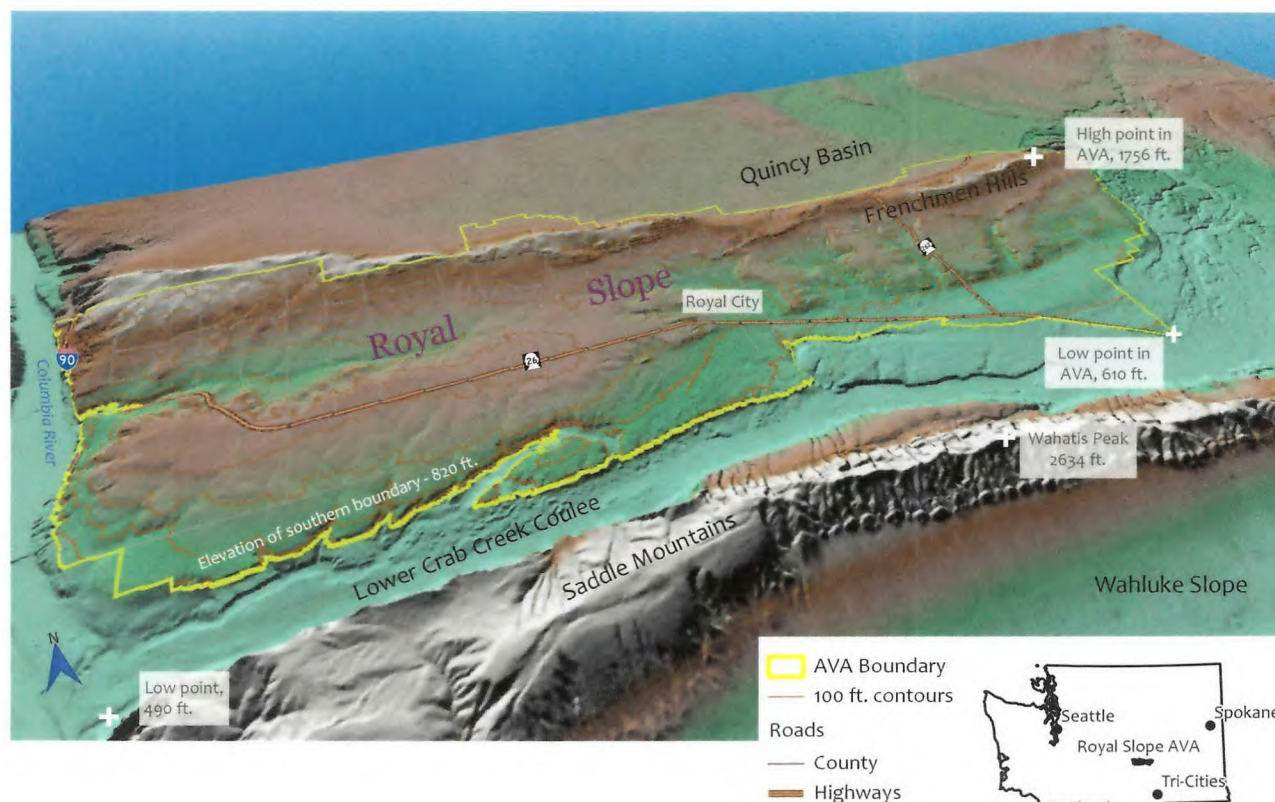 High point in
AVA, 1756 ft.
Quincy Basin
Frenchmen Hills
Royal Slope
Royal City
90
26
Columbia River
Low point in
AVA, 610 ft.
Wahatis Peak
2634 ft.
Elevation of southern boundary - 820 ft.
Lower Crab Creek Coulee
Saddle Mountains
Wahluke Slope
N
Low point,
490 ft.
AVA Boundary
100 ft. contours
Roads
County
Highways
Seattle
Spokane
Royal Slope AVA
Tri-Cities